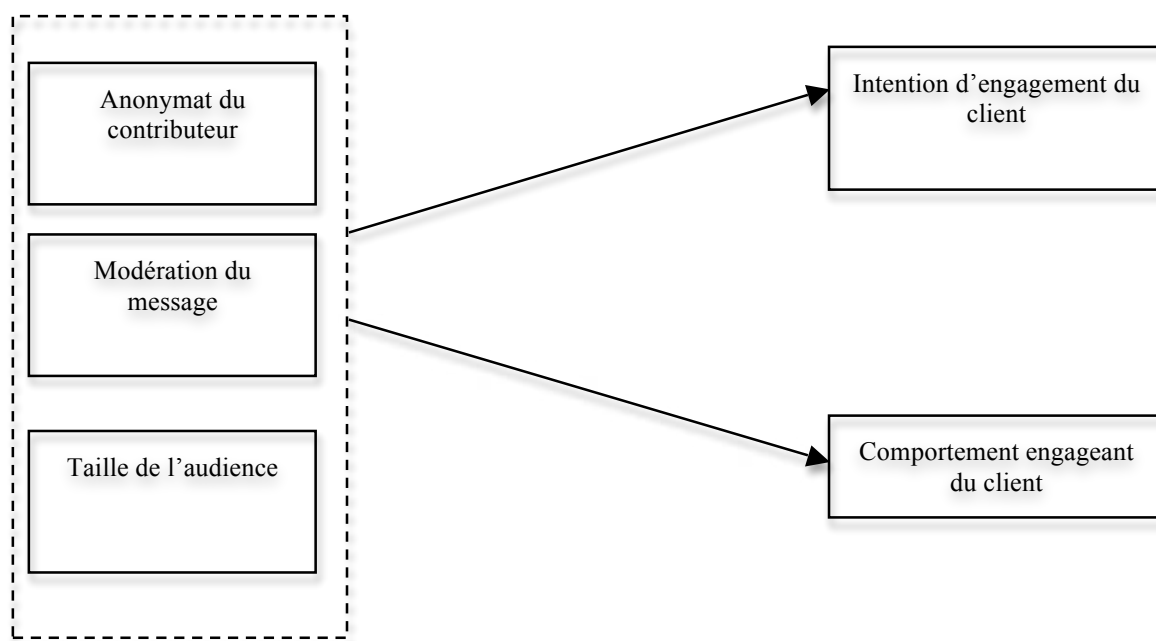 Anonymat du
contributeur
Modération du
message
Taille de l’audience
Intention d’engagement du
client
Comportement engageant
du client